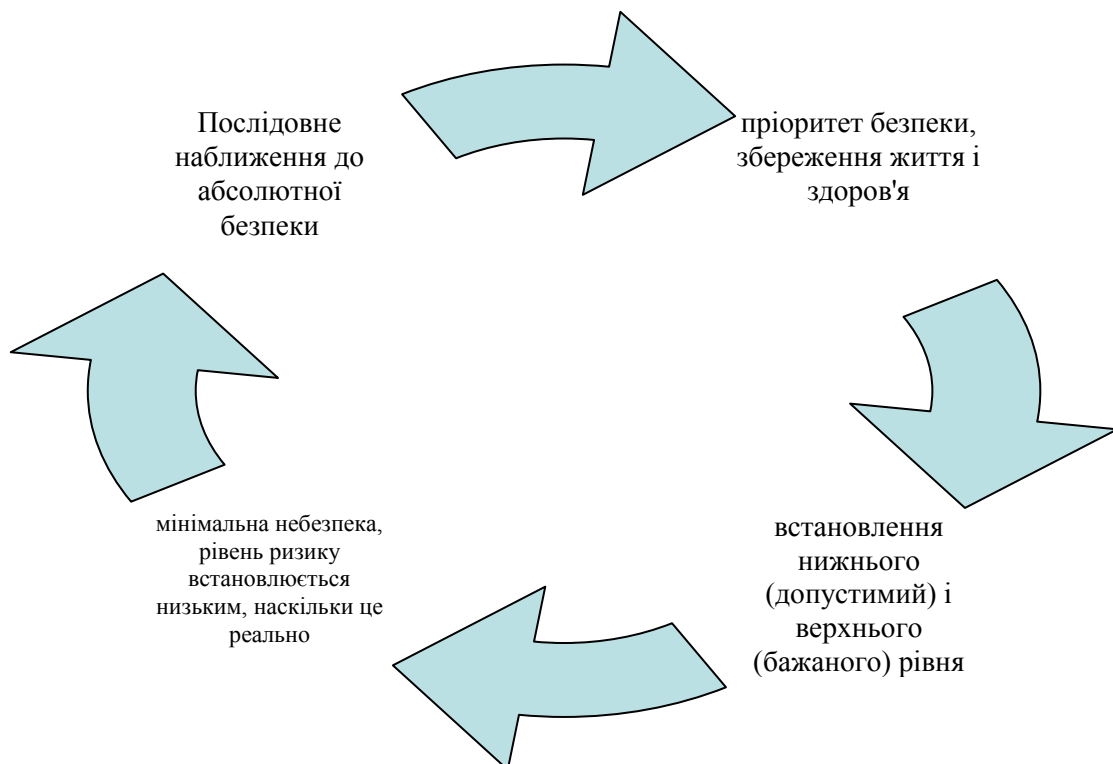 Послідовне
наближення до
абсолютної
безпеки
пріоритет безпеки,
збереження життя і
здоров'я
встановлення
нижнього
(допустимий) і
верхнього
(бажаного) рівня
мінімальна небезпека,
рівень ризику
встановлюється
низьким, наскільки це
реально